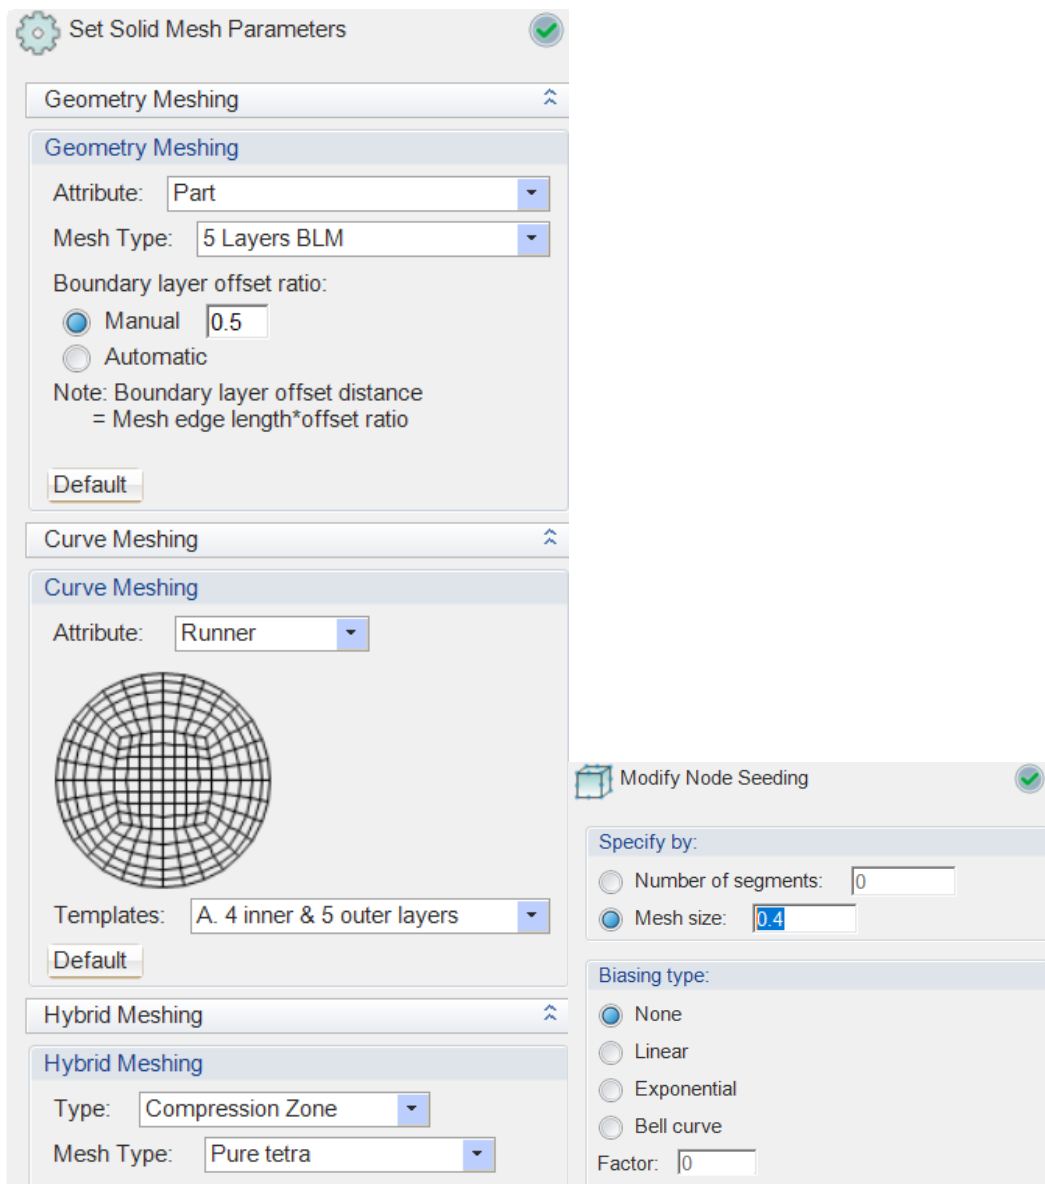 Set Solid Mesh Parameters
Geometry Meshing
Geometry Meshing
Attribute: Part
Mesh Type: 5 Layers BLM
Boundary layer offset ratio:
Manual 0.5
Automatic
Note: Boundary layer offset distance
= Mesh edge length*offset ratio
Default
Curve Meshing
Curve Meshing
Attribute: Runner
Templates: A. 4 inner & 5 outer layers
Default
Hybrid Meshing
Hybrid Meshing
Type: Compression Zone
Mesh Type: Pure tetra
Modify Node Seeding
Specify by:
Number of segments: 0
Mesh size: 0.4
Biasing type:
None
Linear
Exponential
Bell curve
Factor: 0